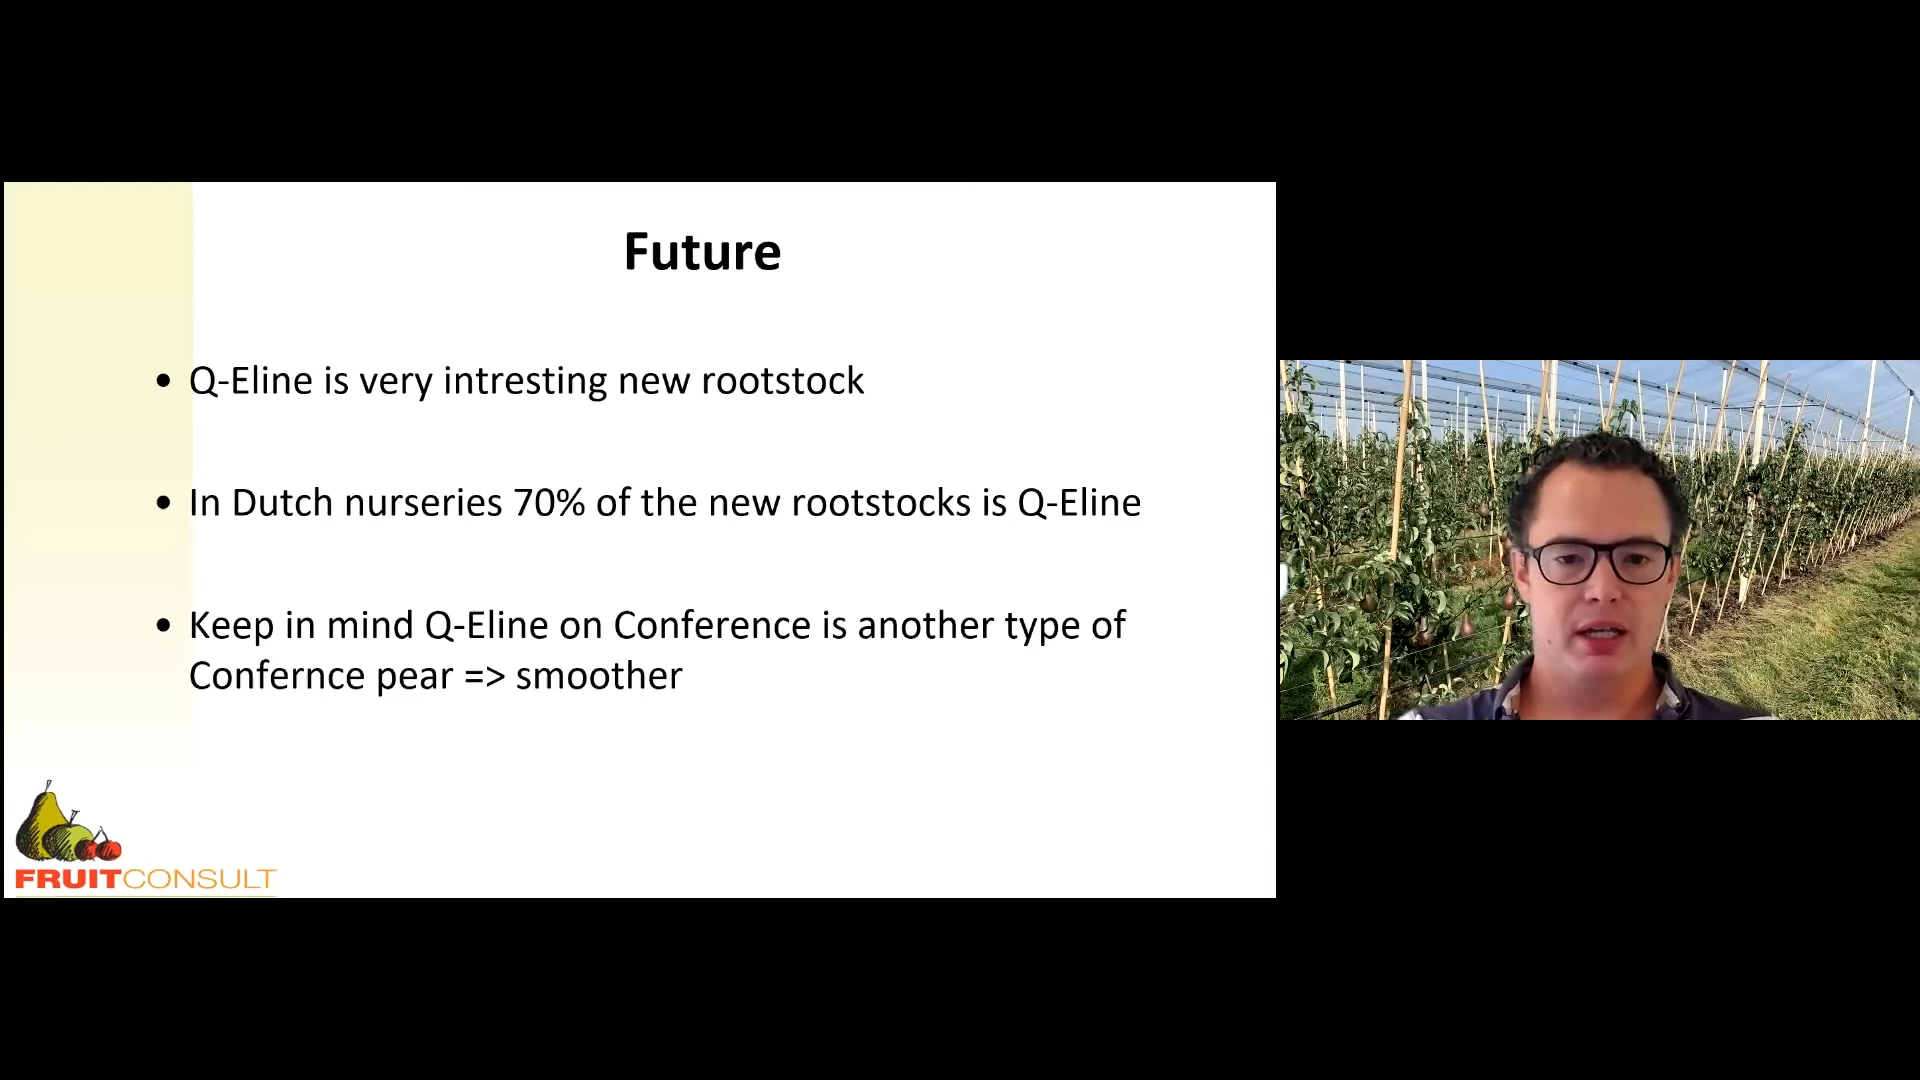 Future
• Q-Eline is very intresting new rootstock
• In Dutch nurseries 70% of the new rootstocks is Q-Eline
• Keep in mind Q-Eline on Conference is another type of
Confernce pear => smoother
FRUITCONSULT